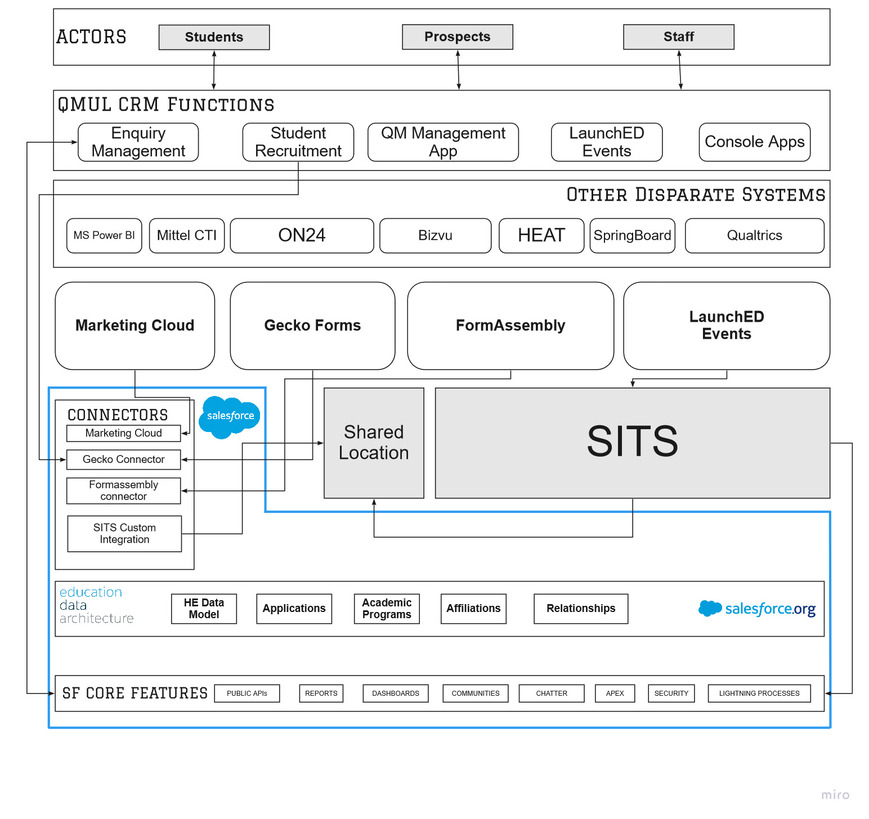 ACTORS
Students
Prospects
Staff
QMUL CRM Functions
Enquiry
Management
Student
Recruitment
QM Management
App
LaunchED
Events
Console Apps
Other Disparate Systems
MS Power BI
Mittel CTI
ON24
Bizvu
HEAT
SpringBoard
Qualtrics
Marketing Cloud
Gecko Forms
FormAssembly
LaunchED
Events
CONNECTORS
salesforce
Marketing Cloud
Gecko Connector
Formassembly
connector
SITS Custom
Integration
Shared
Location
SITS
education
data
architecture
HE Data
Model
Applications
Academic
Programs
Affiliations
Relationships
salesforce.org
SF CORE FEATURES
PUBLIC APIs
REPORTS
DASHBOARDS
COMMUNITIES
CHATTER
APEX
SECURITY
LIGHTNING PROCESSES
miro